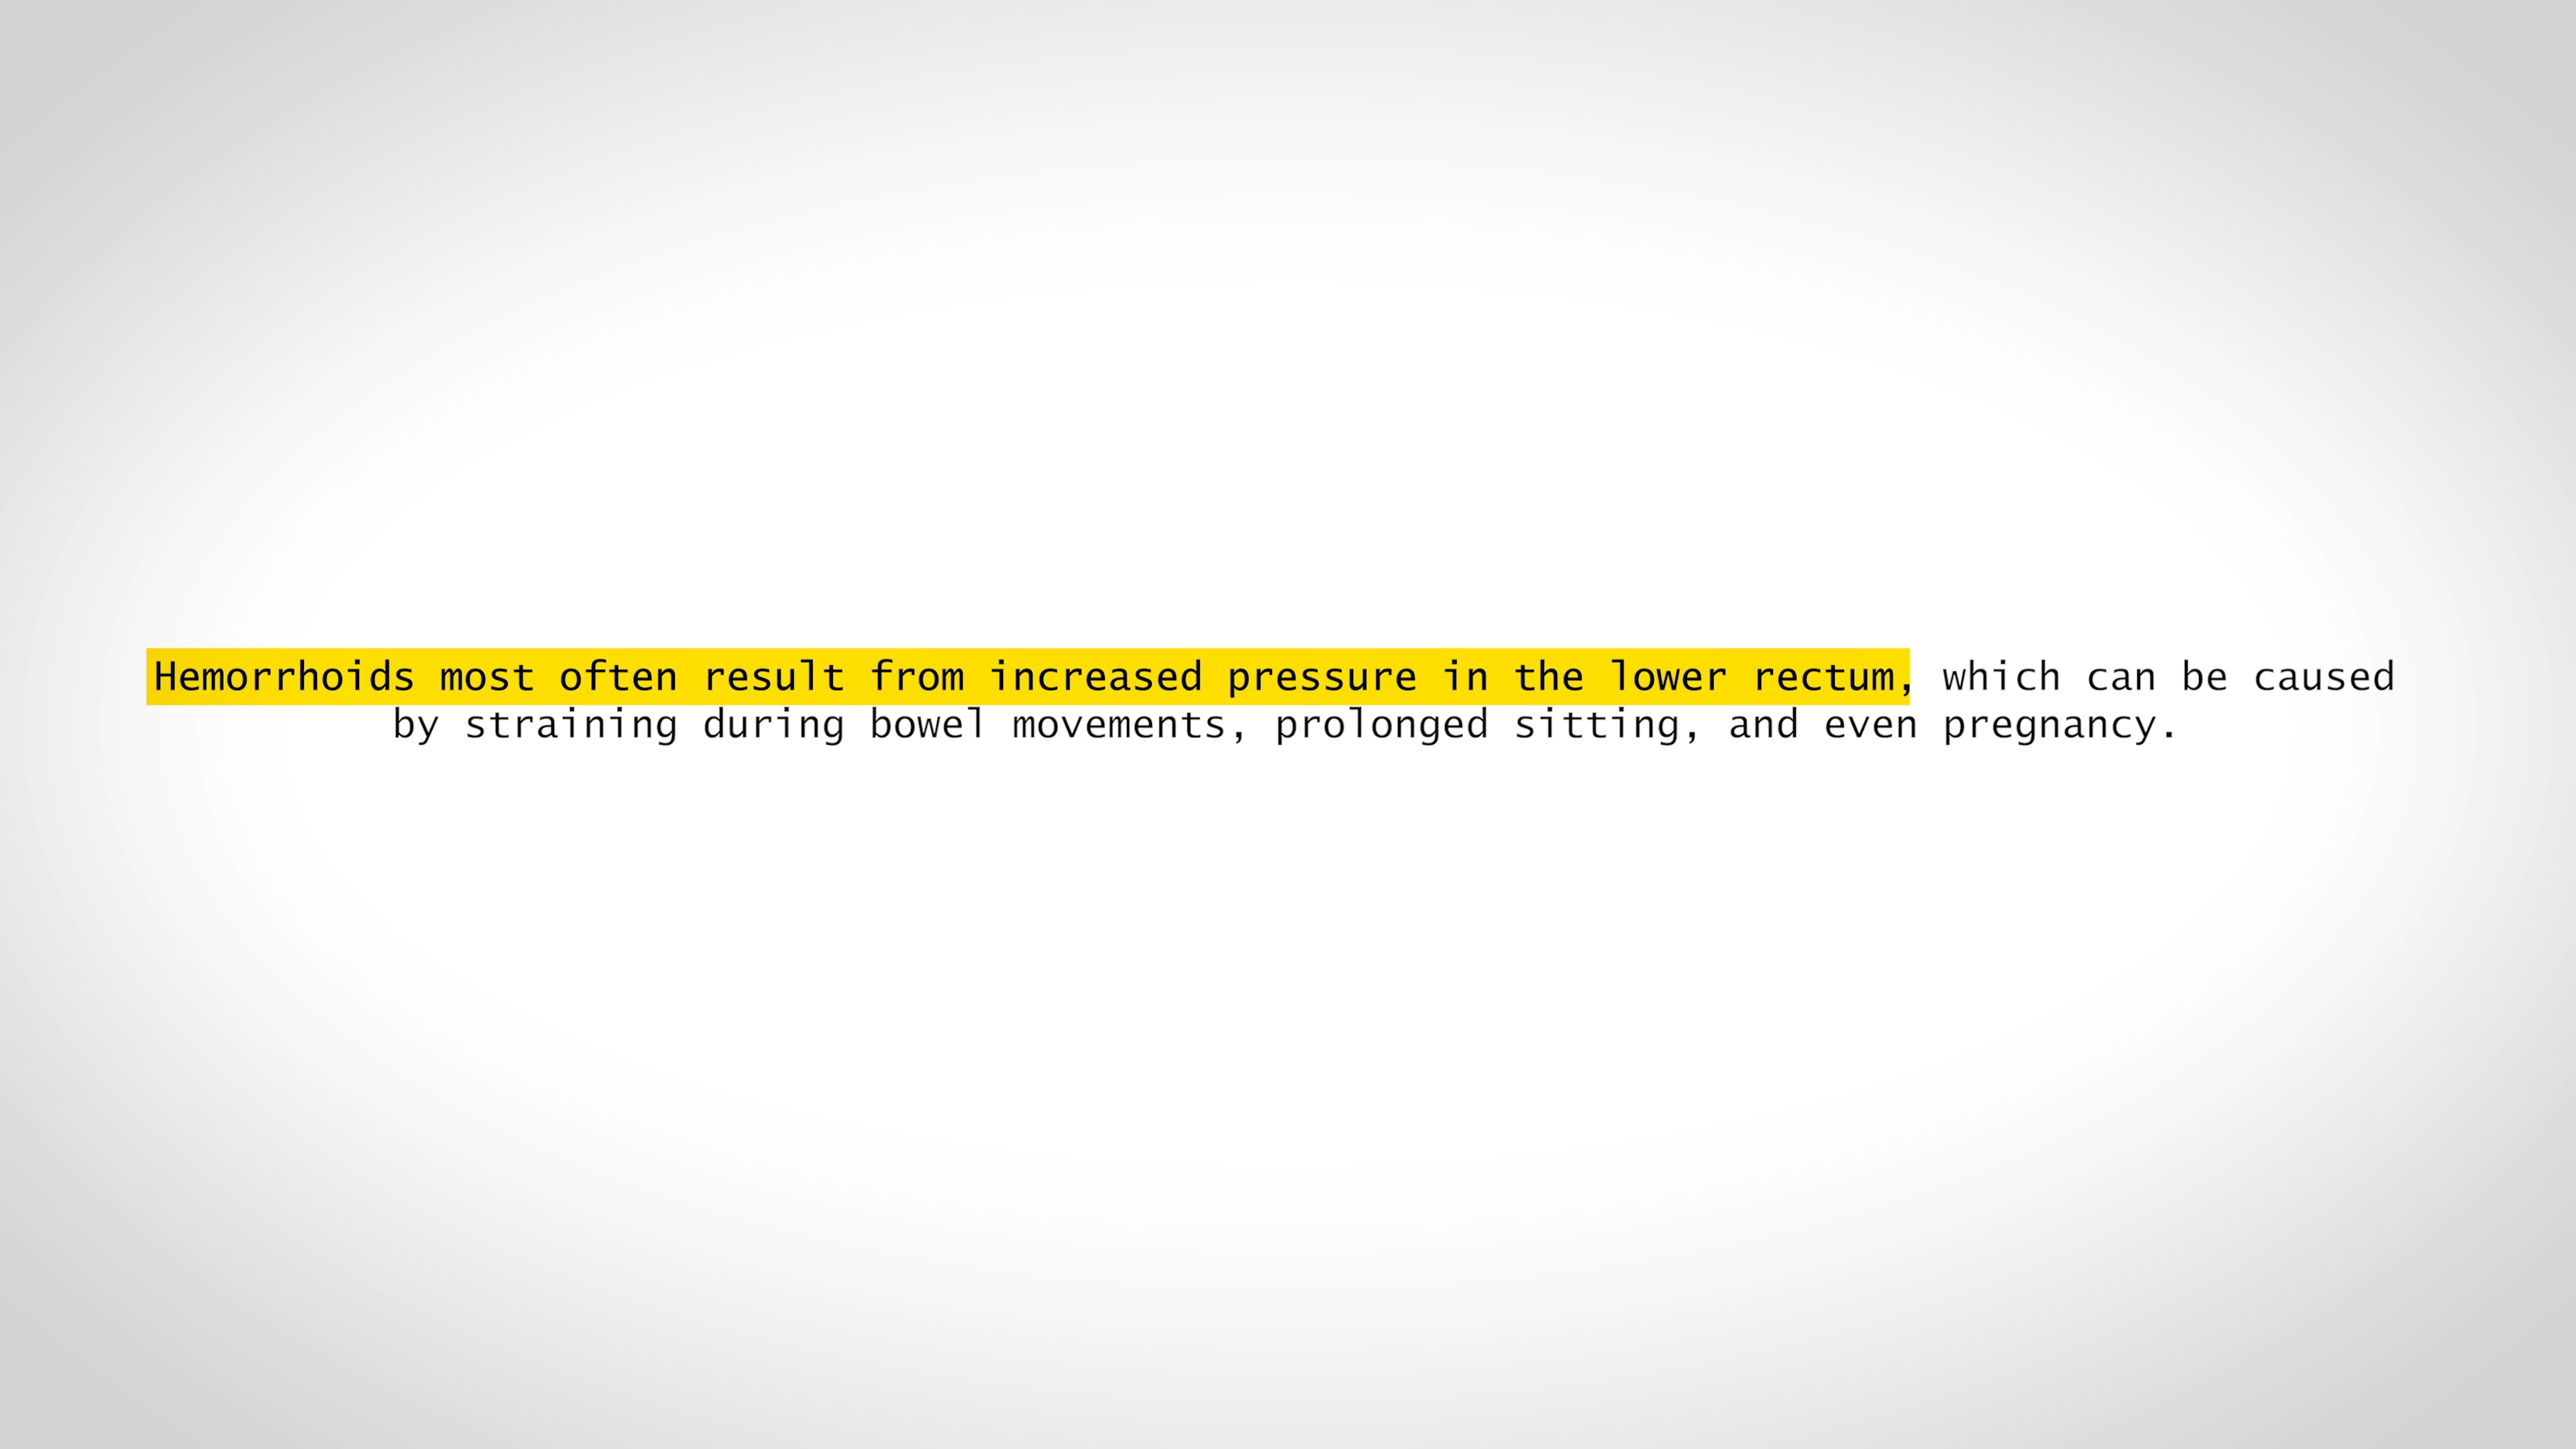 Hemorrhoids most often result from increased pressure in the lower rectum, which can be caused
by straining during bowel movements, prolonged sitting, and even pregnancy.